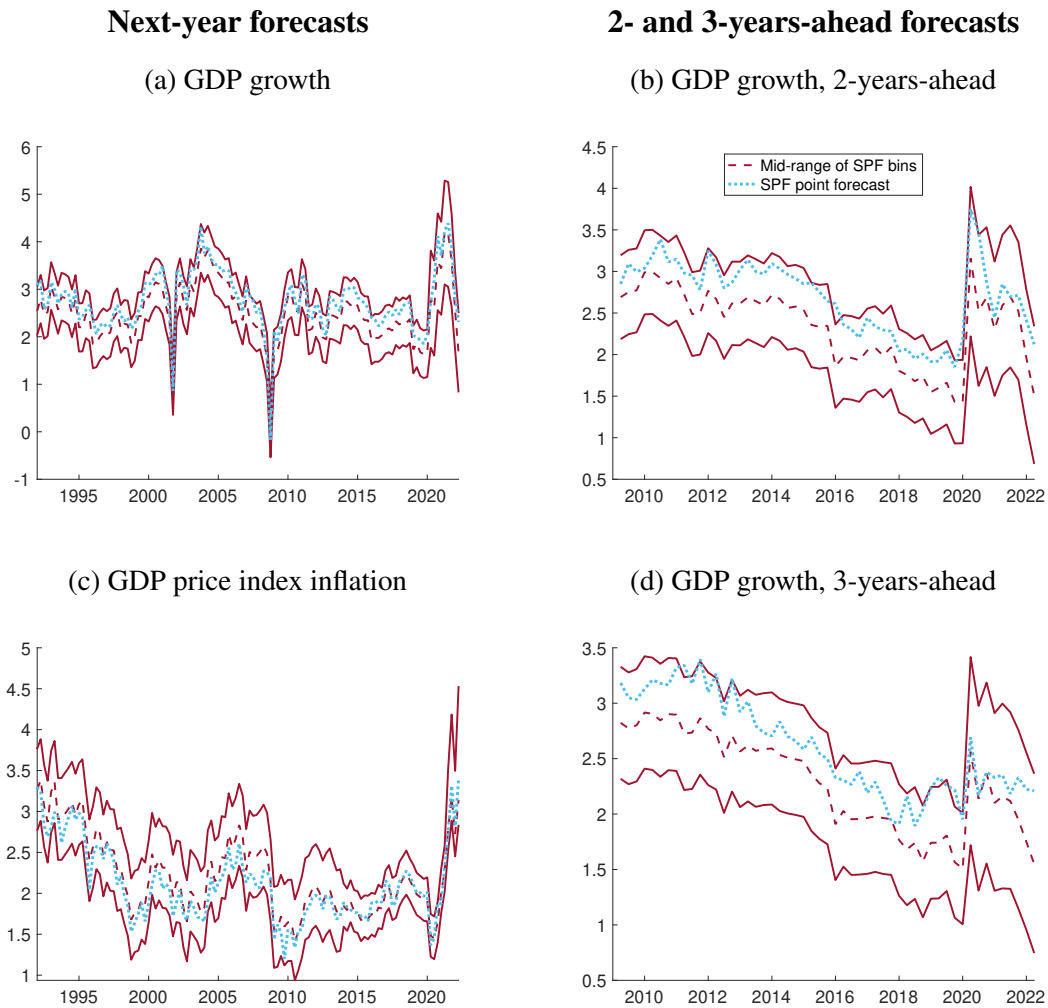 Next-year forecasts
2- and 3-years-ahead forecasts
(a) GDP growth
6
5
4
3
2
1
0
-1
1995 2000 2005 2010 2015 2020
(b) GDP growth, 2-years-ahead
4.5
4
3.5
3
2.5
2
1.5
1
0.5
2010 2012 2014 2016 2018 2020 2022
Mid-range of SPF bins
SPF point forecast
(c) GDP price index inflation
5
4.5
4
3.5
3
2.5
2
1.5
1
1995 2000 2005 2010 2015 2020
(d) GDP growth, 3-years-ahead
3.5
3
2.5
2
1.5
1
0.5
2010 2012 2014 2016 2018 2020 2022